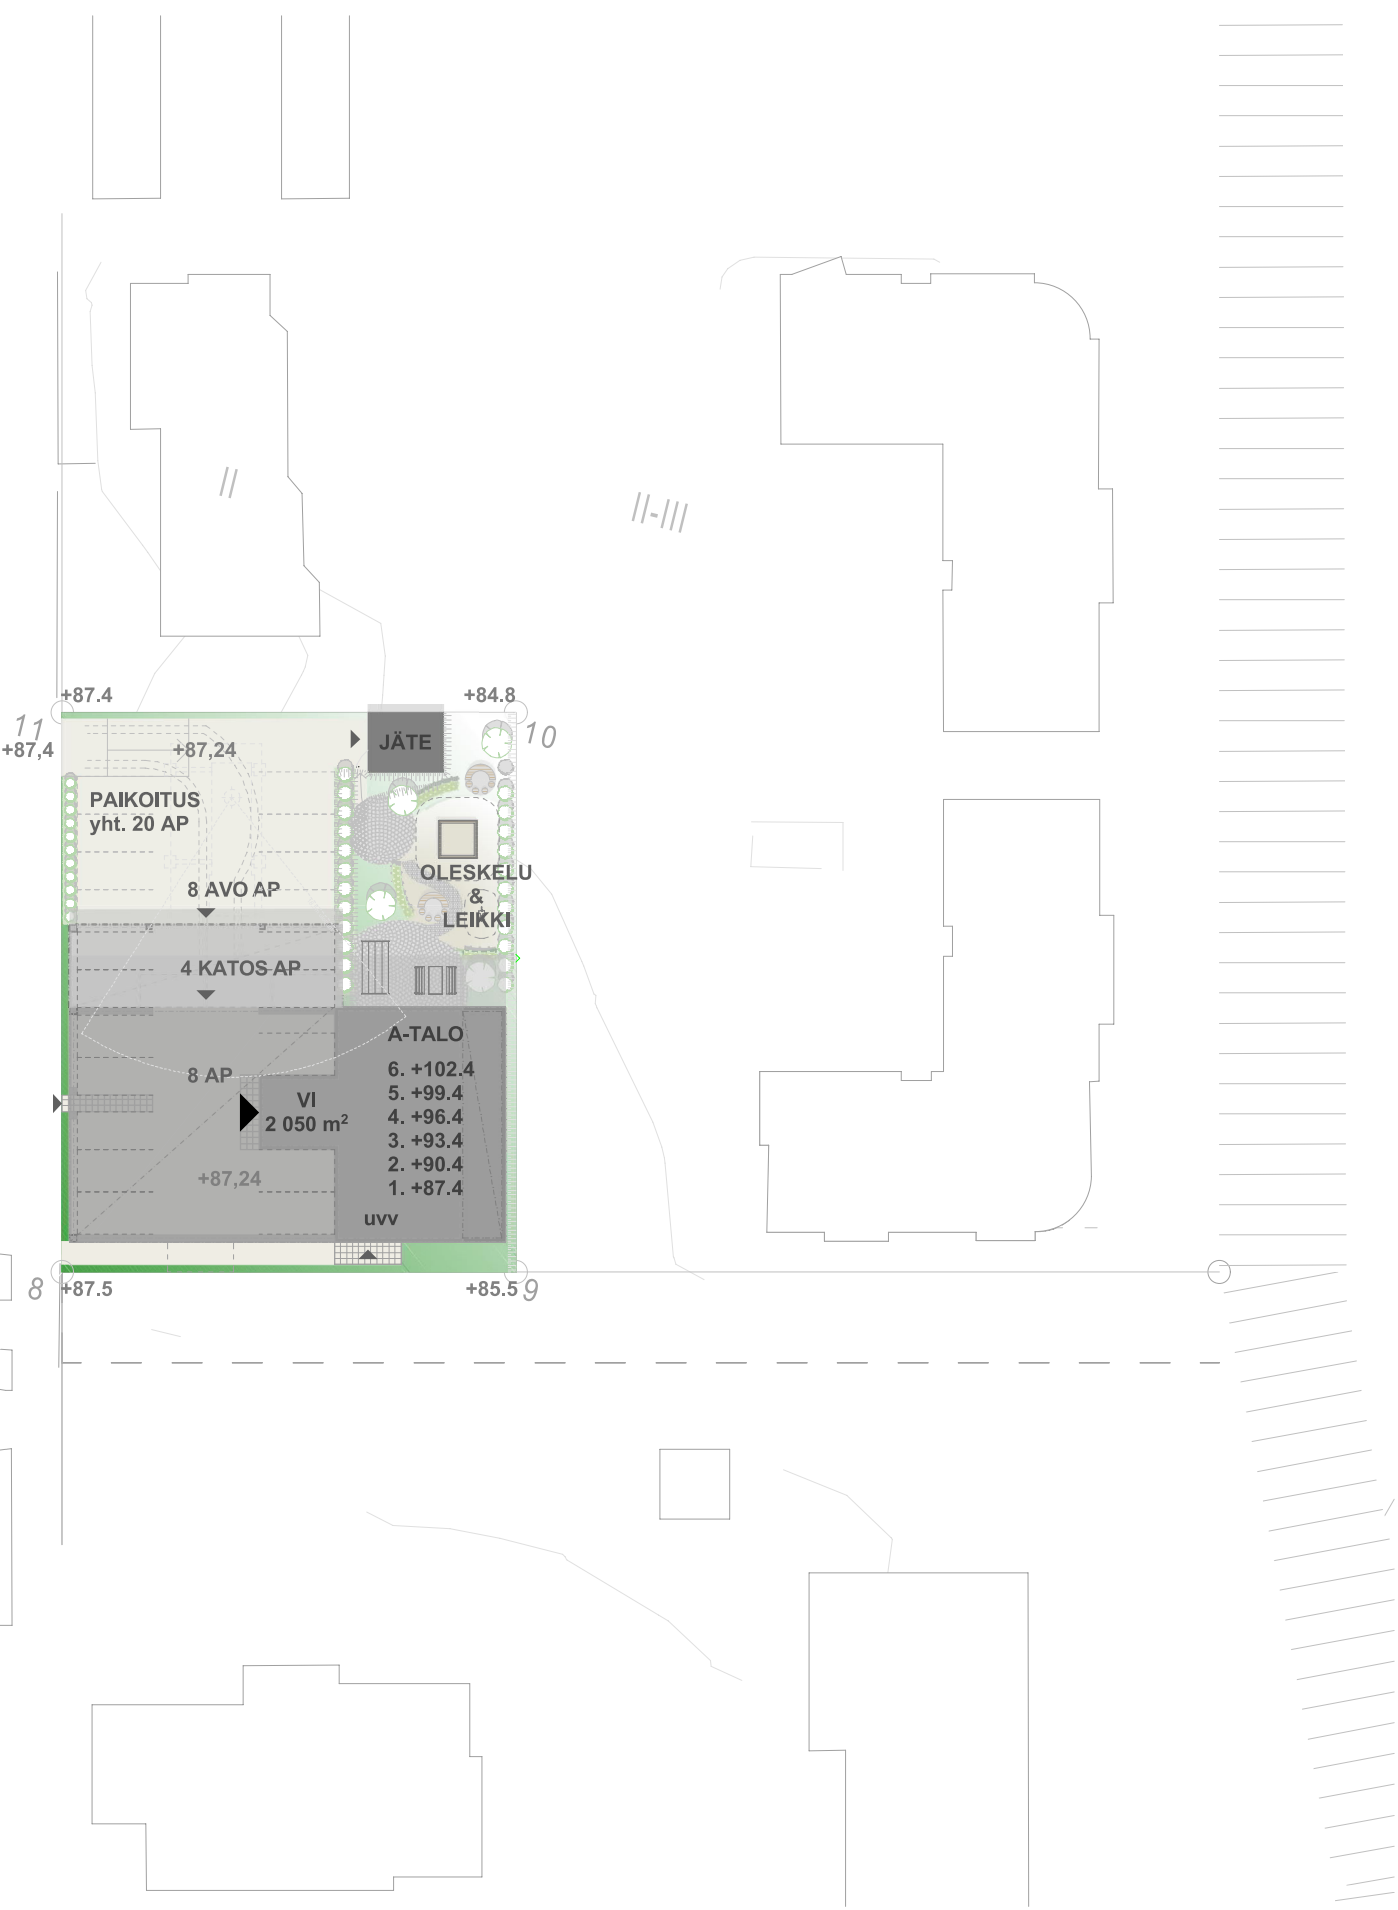 //
//-///
+87.4
+84.8
11
10
+87,4
+87,24
JÄTE
PAIKOITUS
yht. 20 AP
OLESKELU
&
LEIKKI
8 AVO AP
4 KATOS AP
A-TALO
8 AP
6. +102.4
5. +99.4
4. +96.4
3. +93.4
2. +90.4
1. +87.4
VI
2 050 m²
+87,24
uvv
8
+87.5
+85.5
9